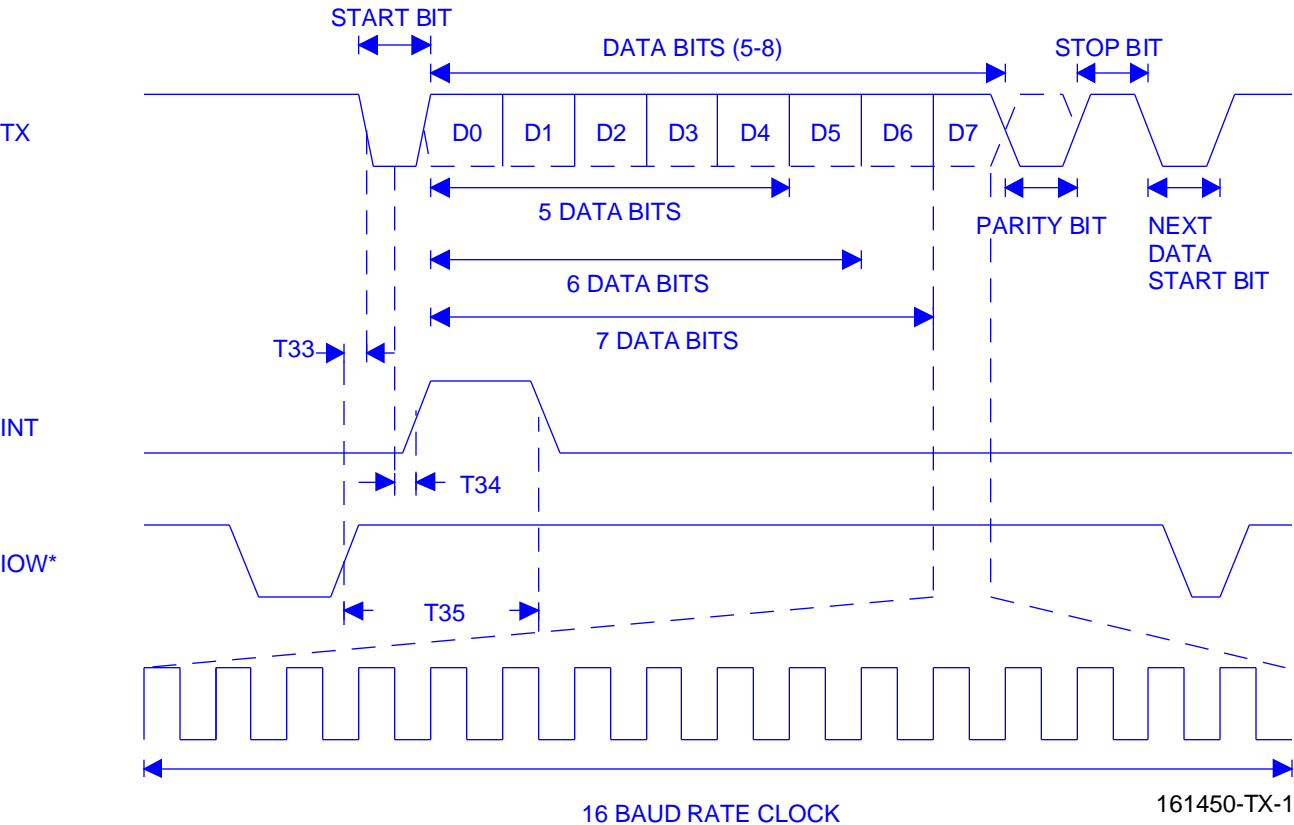 START BIT
DATA BITS (5-8)
STOP BIT
TX
D0 D1 D2 D3 D4 D5 D6 D7
5 DATA BITS
PARITY BIT
NEXT
DATA
START BIT
6 DATA BITS
7 DATA BITS
T33
INT
T34
IOW*
T35
16 BAUD RATE CLOCK
161450-TX-1